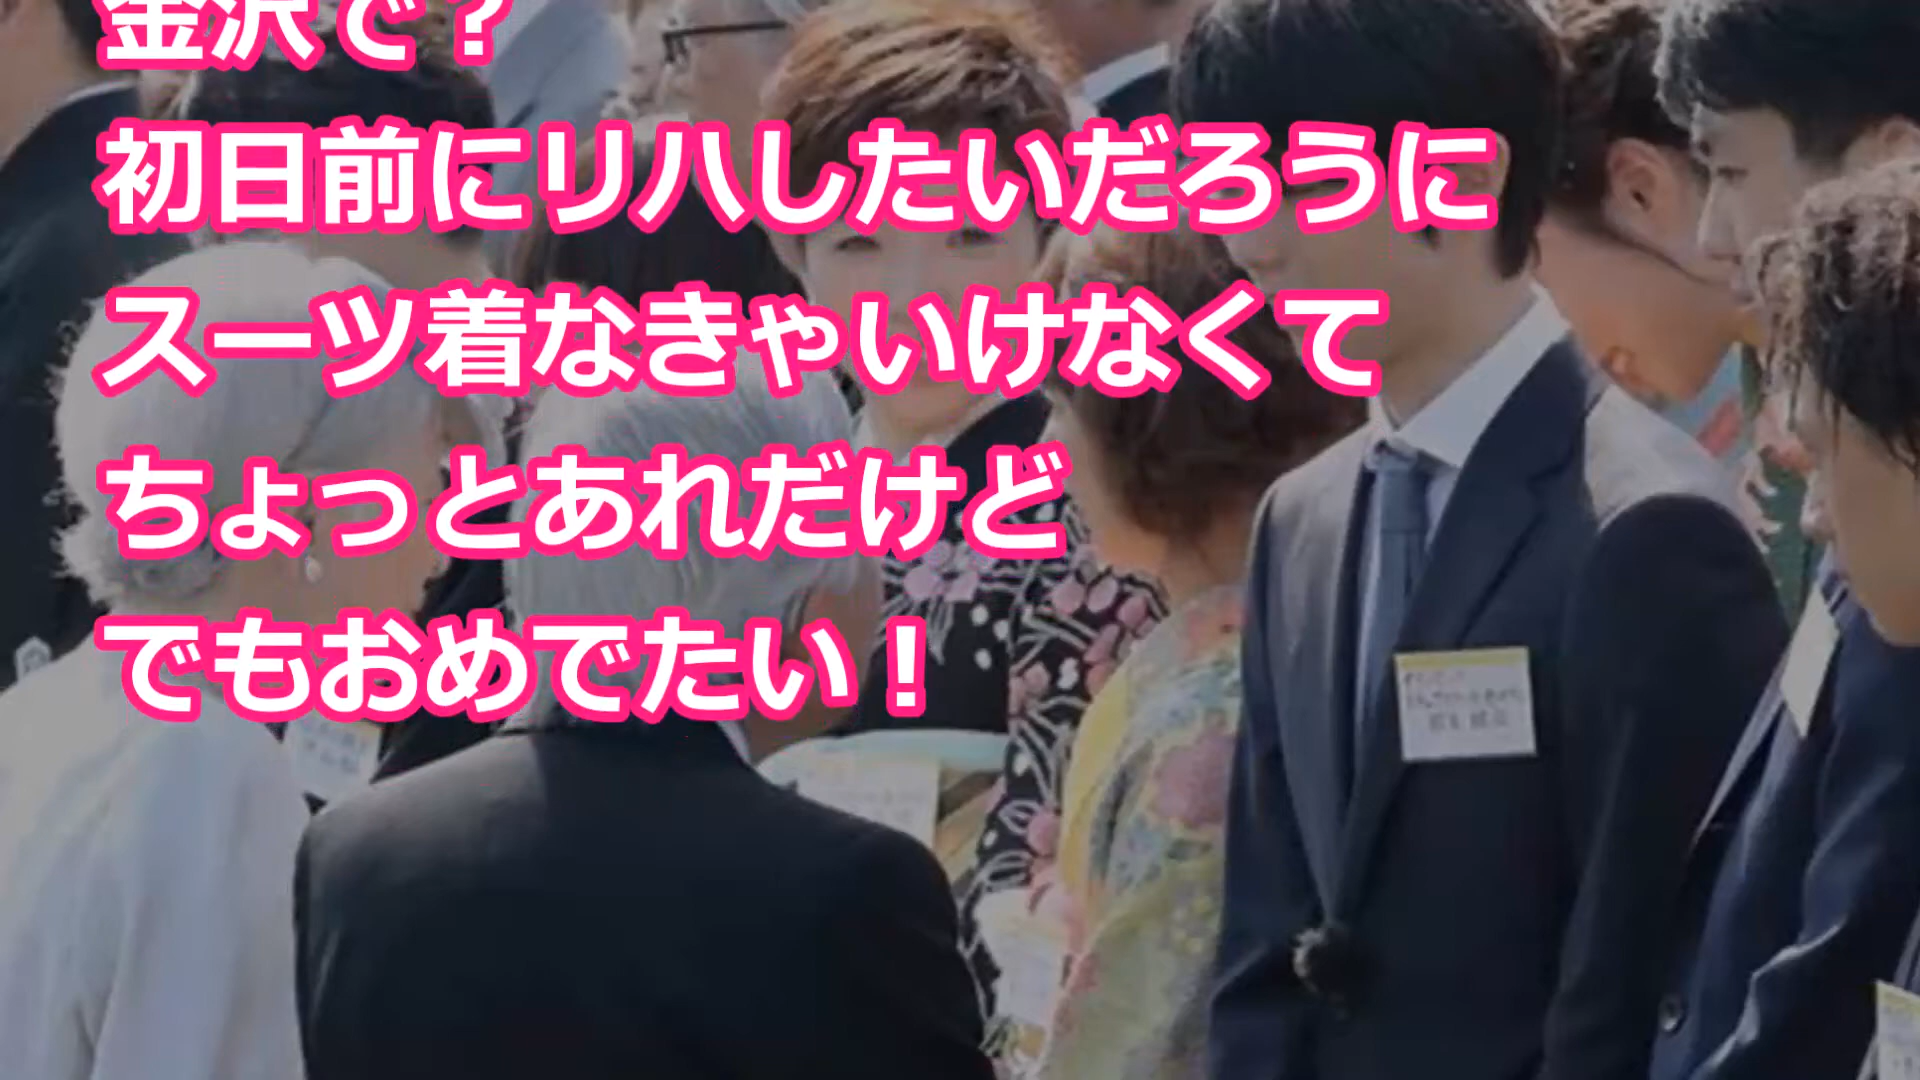 金沢で？
初日前にリハしたいだろうに
スーツ着なきゃいけなくて
ちょっとあれだけど
でもおめでたい！